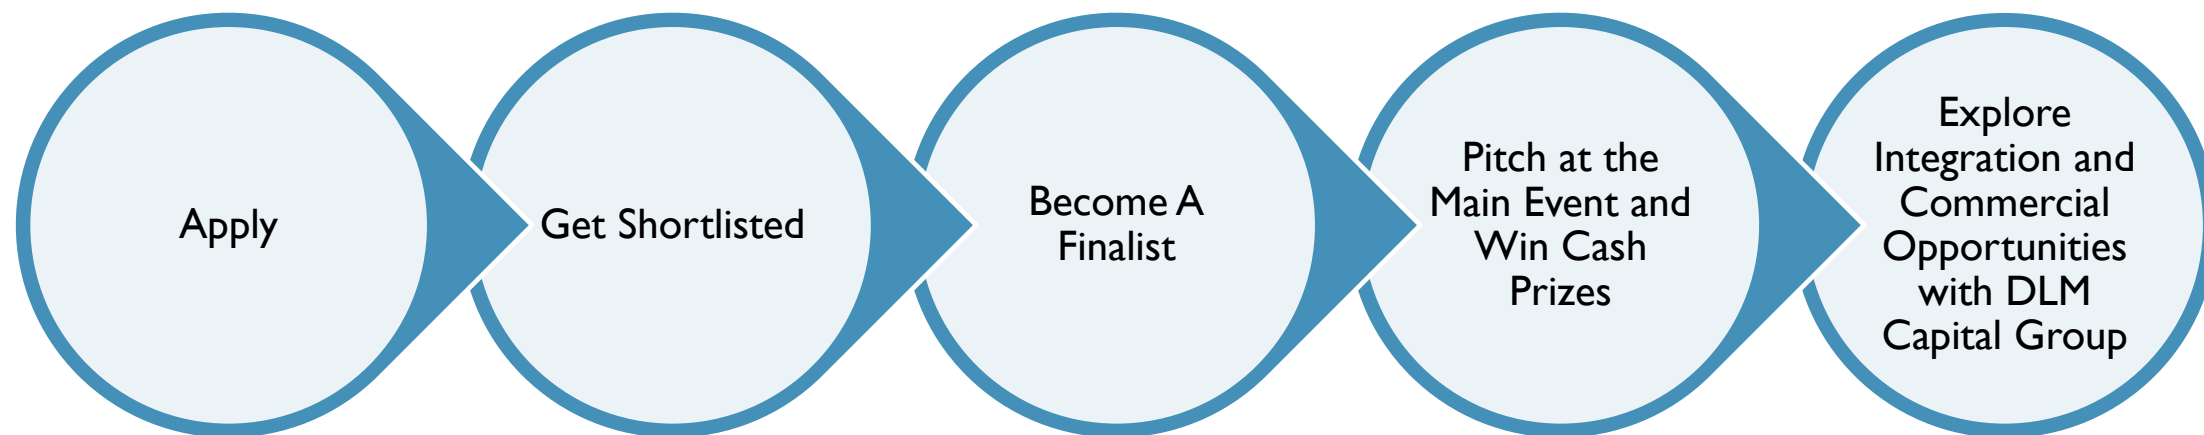 Apply
Get Shortlisted
Become A
Finalist
Pitch at the
Main Event and
Win Cash
Prizes
Explore
Integration and
Commercial
Opportunities
with DLM
Capital Group